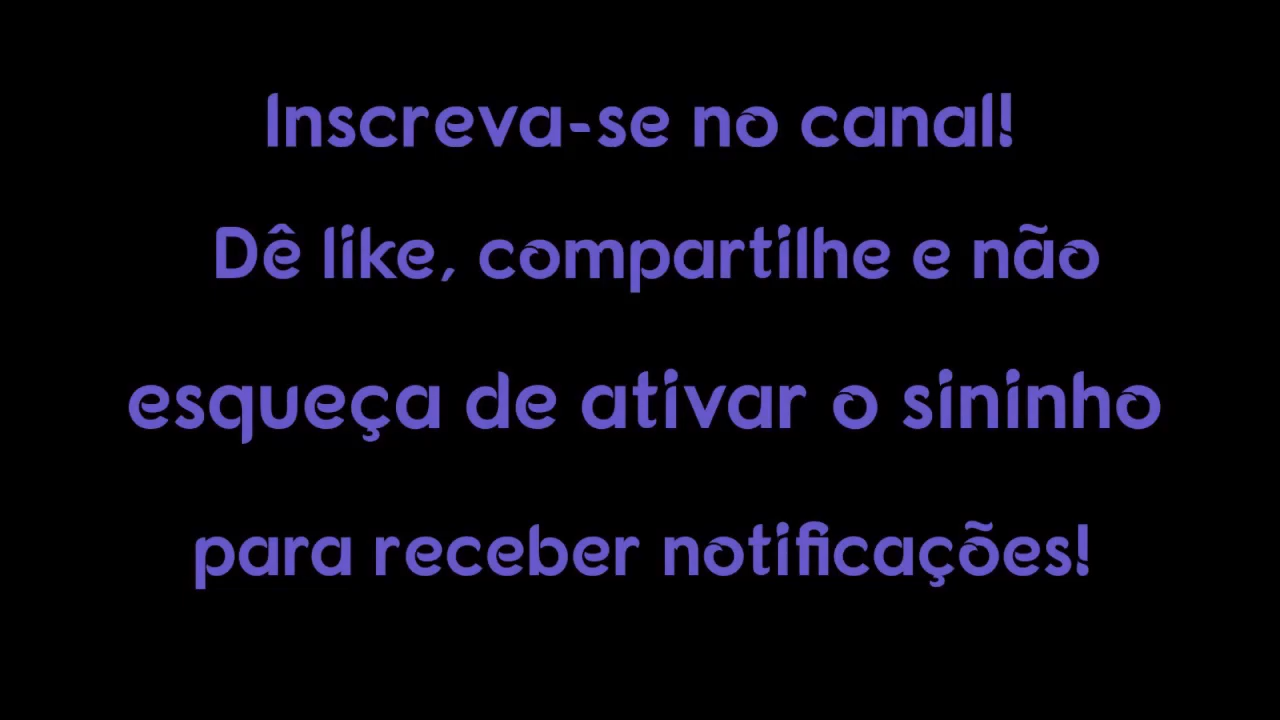 Inscreva-se no canal!
Dê like, compartilhe e não
esqueça de ativar o sininho
para receber notificações!